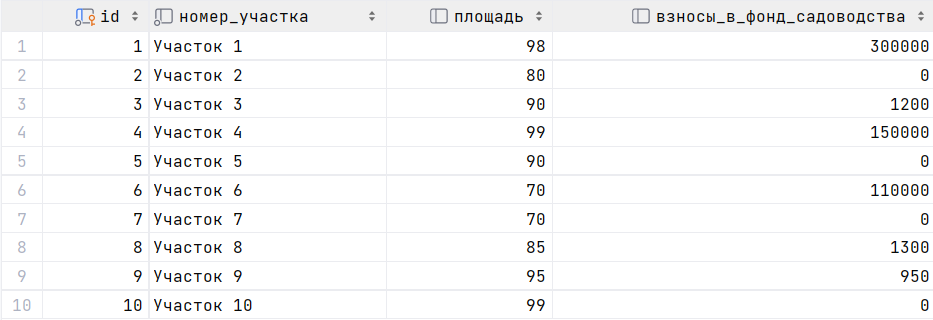 id номер_участка площадь взносы_в_фонд_садоводства
1 1 Участок 1 98 300000
2 2 Участок 2 80 0
3 3 Участок 3 90 1200
4 4 Участок 4 99 150000
5 5 Участок 5 90 0
6 6 Участок 6 70 110000
7 7 Участок 7 70 0
8 8 Участок 8 85 1300
9 9 Участок 9 95 950
10 10 Участок 10 99 0